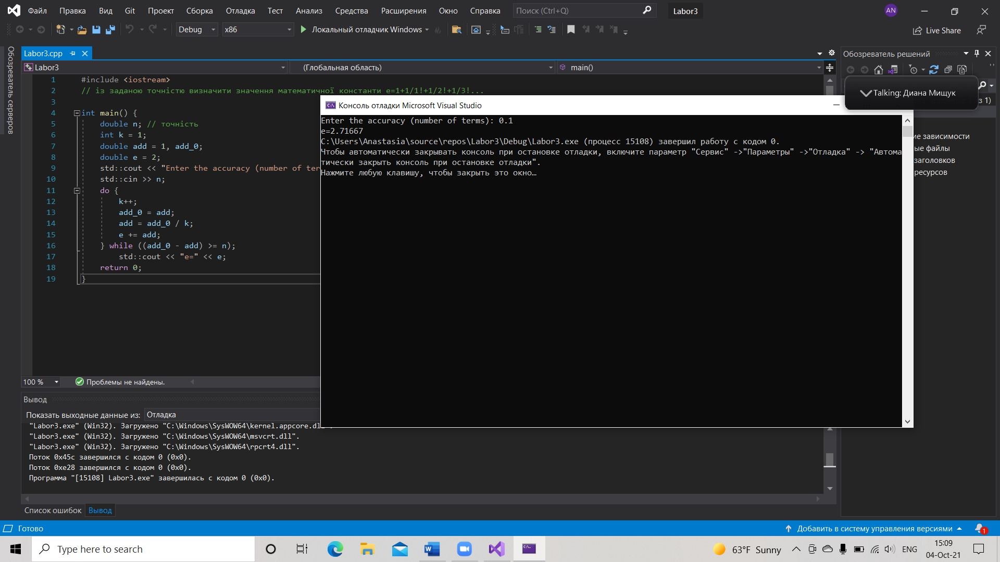 Файл Правка Вид Git Проект Сборка Отладка Тест Анализ Средства Расширения Окно Справка Поиск (Ctrl+Q) Labor3 AN
Debug x86 Локальный отладчик Windows Live Share
Обозреватель серверов
Labor3.cpp
Labor3 (Глобальная область) main()
1 #include <iostream>
2 // із заданою точністю визначити значення математичної константи e=1+1/1!+1/2!+1/3!...
3
4 int main() {
5 double n; // точність
6 int k = 1;
7 double add = 1, add_0;
8 double e = 2;
9 std::cout << "Enter the accuracy (number of ter
10 std::cin >> n;
11 do {
12 k++;
13 add_0 = add;
14 add = add_0 / k;
15 e += add;
16 } while ((add_0 - add) >= n);
17 std::cout << "e=" << e;
18 return 0;
19 }
Консоль отладки Microsoft Visual Studio
Enter the accuracy (number of terms): 0.1
e=2.71667
C:\Users\Anastasia\source\repos\Labor3\Debug\Labor3.exe (процесс 15108) завершил работу с кодом 0.
Чтобы автоматически закрывать консоль при остановке отладки, включите параметр "Сервис" ->"Параметры" ->"Отладка" -> "Автома
тически закрыть консоль при остановке отладки".
Нажмите любую клавишу, чтобы закрыть это окно…
Обозреватель решений
Talking: Диана Мищук
з 1)
ие зависимости
ые файлы
заголовков
ресурсов
100 % Проблемы не найдены.
Вывод
Показать выходные данные из: Отладка
"Labor3.exe" (Win32). Загружено "C:\Windows\SysWOW64\kernel.appcore.dll".
"Labor3.exe" (Win32). Загружено "C:\Windows\SysWOW64\msvcrt.dll".
"Labor3.exe" (Win32). Загружено "C:\Windows\SysWOW64\rpcrt4.dll".
Поток 0x45c завершился с кодом 0 (0x0).
Поток 0xe28 завершился с кодом 0 (0x0).
Программа "[15108] Labor3.exe" завершилась с кодом 0 (0x0).
Список ошибок Вывод
Готово Добавить в систему управления версиями 1
Type here to search 63°F Sunny ENG 15:09
04-Oct-21